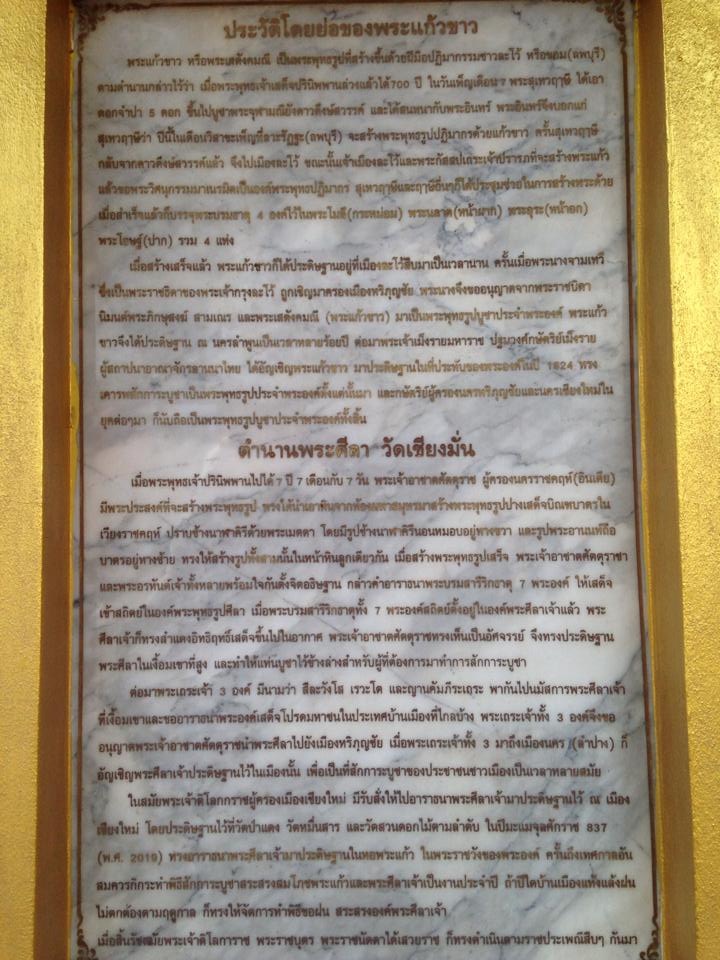 ประวัติโดยย่อของพระแก้วขาว
พระแก้วขาว หรือพระเสตังคมณี เป็นพระพุทธรูปที่สร้างขึ้นด้วยฝีมือปฏิมากรรมชาวละโว้ หรือขอม(ลพบุรี)
ตามตำนานกล่าวไว้ว่า เมื่อพระพุทธเจ้าเสด็จปรินิพพานล่วงแล้วได้700 ปี ในวันเพ็ญเดือน 7 พระสุเทวฤาษี ได้เอา
ดอกจำปา 5 ดอก ขึ้นไปบูชาพระจุฬามณียังดาวดึงษ์สวรรค์ และได้สนทนากับพระอินทร์ พระอินทร์จึงบอกแก่
สุเทวฤาษีว่า ปีนี้ในเดือนวิสาขะเพ็ญที่ละวะรัฏฐะ(ลพบุรี) จะสร้างพระพุทธรูปปฏิมากรด้วยแก้วขาว ครั้นสุเทวฤาษี
กลับจากดาวดึงษ์สวรรค์แล้ว จึงไปเมืองละโว้ ขณะนั้นเจ้าเมืองละโว้และพระกัสสปเถระเจ้าปรารภที่จะสร้างพระแก้ว
แล้วขอพระวิศนุกรรมมาเนรมิตเป็นองค์พระพุทธปฏิมากร สุเทวฤาษีและฤาษีอื่นๆก็ได้ประชุมช่วยในการสร้างพระด้วย
เมื่อสำเร็จแล้วก็บรรจุพระบรมธาตุ 4 องค์ไว้ในพระโมลี(กระหม่อม) พระนลาด(หน้าผาก) พระอุระ(หน้าอก)
พระโอษฐ์(ปาก) รวม 4 แห่ง
เมื่อสร้างเสร็จแล้ว พระแก้วขาวก็ได้ประดิษฐานอยู่ที่เมืองละโว้สืบมาเป็นเวลานาน ครั้นเมื่อพระนางจามเทวี
ซึ่งเป็นพระราชธิดาของพระเจ้ากรุงละโว้ ถูกเชิญมาครองเมืองหริภุญชัย พระนางจึงขออนุญาตจากพระราชบิดา
นิมนต์พระภิกษุสงฆ์ สามเณร และพระเสตังคมณี (พระแก้วขาว) มาเป็นพระพุทธรูปบูชาประจำพระองค์ พระแก้ว
ขาวจึงได้ประดิษฐาน ณ นครลำพูนเป็นเวลาหลายร้อยปี ต่อมาพระเจ้าเม็งรายมหาราช ปฐมวงศ์กษัตริย์เม็งราย
ผู้สถาปนาอาณาจักรลานนาไทย ได้อัญเชิญพระแก้วขาว มาประดิษฐานในที่ประทับของพระองค์ในปี 1824 ทรง
เคารพสักการะบูชาเป็นพระพุทธรูปประจำพระองค์ตั้งแต่นั้นมา และกษัตริย์ผู้ครองนครหริภุญชัยและนครเชียงใหม่ใน
ยุคต่อๆมา ก็นับถือเป็นพระพุทธรูปบูชาประจำพระองค์ทั้งสิ้น
ตำนานพระศีลา วัดเชียงมั่น
เมื่อพระพุทธเจ้าปรินิพพานไปได้ 7 ปี 7 เดือนกับ 7 วัน พระเจ้าอาชาตศัตตุราช ผู้ครองนครราชคฤห์(อินเดีย)
มีพระประสงค์ที่จะสร้างพระพุทธรูป ทรงได้นำเอาหินจากท้องมหาสมุทรมาสร้างพระพุทธรูปปางเสด็จบิณฑบาตรใน
เวียงราชคฤห์ ปราบช้างนาฬาคิรีด้วยพระเมตตา โดยมีรูปช้างนาฬาคิรีนอนหมอบอยู่ทางขวา และรูปพระอานนท์ถือ
บาตรอยู่ทางซ้าย ทรงให้สร้างรูปทั้งสามนั้นในหน้าหินลูกเดียวกัน เมื่อสร้างพระพุทธรูปเสร็จ พระเจ้าอาชาตศัตตุราชา
และพระอรหันต์เจ้าทั้งหลายพร้อมใจกันตั้งจิตอธิษฐาน กล่าวคำอาราธนาพระบรมสารีริกธาตุ 7 พระองค์ ให้เสด็จ
เข้าสถิตย์ในองค์พระพุทธรูปศีลา เมื่อพระบรมสารีริกธาตุทั้ง 7 พระองค์สถิตย์ตั้งอยู่ในองค์พระศีลาเจ้าแล้ว พระ
ศีลาเจ้าก็ทรงสำแดงอิทธิฤทธิ์เสด็จขึ้นไปในอากาศ พระเจ้าอาชาตศัตตุราชทรงเห็นเป็นอัศจรรย์ จึงทรงประดิษฐาน
พระศีลาในเงื้อมเขาที่สูง และทำให้แท่นบูชาไว้ข้างล่างสำหรับผู้ที่ต้องการมาทำการสักการะบูชา
ต่อมาพระเถระเจ้า 3 องค์ มีนามว่า สีละวังโส เรวะโต และญานคัมภีระเถระ พากันไปนมัสการพระศีลาเจ้า
ที่เงื้อมเขาและขออาราธนาพระองค์เสด็จโปรดมหาชนในประเทศบ้านเมืองที่ไกลบ้าง พระเถระเจ้าทั้ง 3 องค์จึงขอ
อนุญาตพระเจ้าอาชาตศัตตุราชนำพระศีลาไปยังเมืองหริภุญชัย เมื่อพระเถระเจ้าทั้ง 3 มาถึงเมืองนคร (ลำปาง) ก็
อัญเชิญพระศีลาเจ้าประดิษฐานไว้ในเมืองนั้น เพื่อเป็นที่สักการะบูชาของประชาชนชาวเมืองเป็นเวลาหลายสมัย
ในสมัยพระเจ้าติโลกกราชผู้ครองเมืองเชียงใหม่ มีรับสั่งให้ไปอาราธนาพระศีลาเจ้ามาประดิษฐานไว้ ณ เมือง
เชียงใหม่ โดยประดิษฐานไว้ที่วัดป่าแดง วัดหมื่นสาร และวัดสวนดอกไม้ตามลำดับ ในปีมะแมจุลศักราช 837
(พ.ศ. 2019) ทรงอาราธนาพระศีลาเจ้ามาประดิษฐานในหอพระแก้ว ในพระราชวังของพระองค์ ครั้นถึงเทศกาลอัน
สมควรก็กระทำพิธีสักการะบูชาสระสรงสมโภชพระแก้วและพระศีลาเจ้าเป็นงานประจำปี ถ้าปีใดบ้านเมืองแห้งแล้งฝน
ไม่ตกต้องตามฤดูกาล ก็ทรงให้จัดการทำพิธีขอฝน สระสรงองค์พระศีลาเจ้า
เมื่อสิ้นรัชสมัยพระเจ้าติโลการาช พระราชบุตร พระราชนัดดาได้เสวยราช ก็ทรงดำเนินตามราชประเพณีสืบๆ กันมา